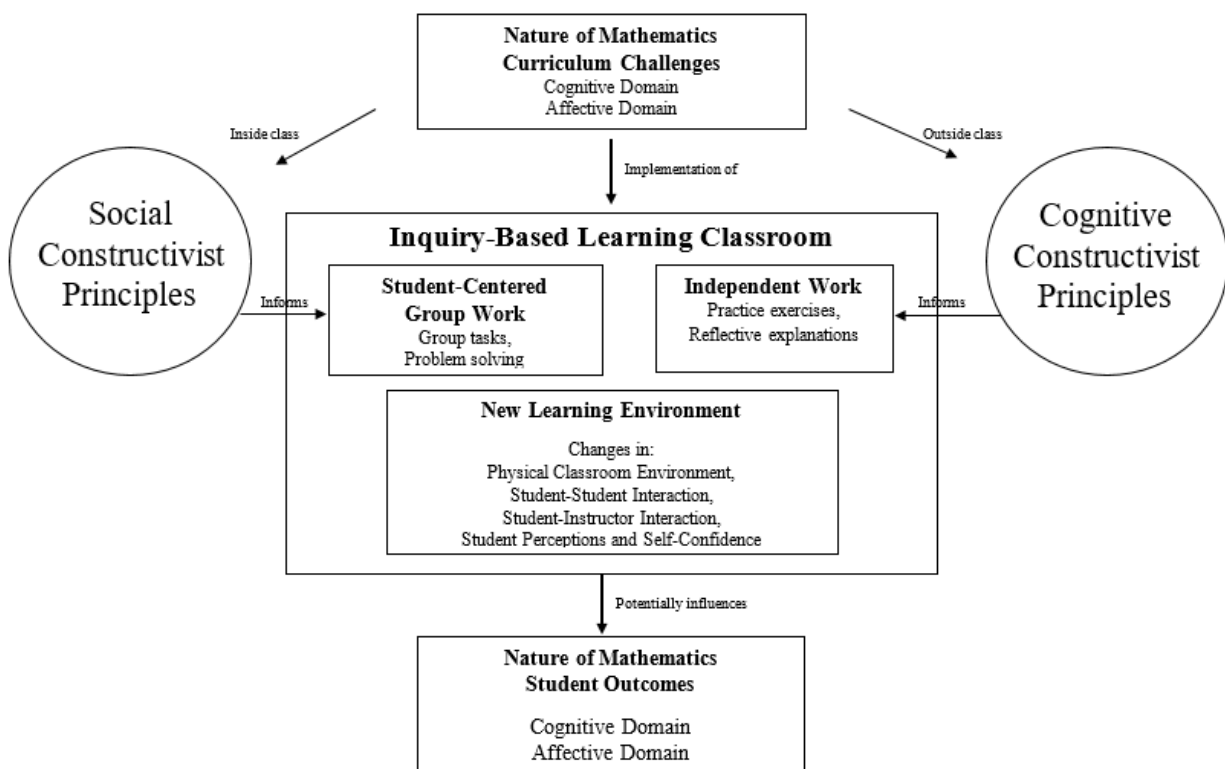 Nature of Mathematics
Curriculum Challenges
Cognitive Domain
Affective Domain
Inside class
Outside class
Implementation of
Social
Constructivist
Principles
Cognitive
Constructivist
Principles
Inquiry-Based Learning Classroom
Informs
Student-Centered
Group Work
Group tasks,
Problem solving
Independent Work
Practice exercises,
Reflective explanations
Informs
New Learning Environment
Changes in:
Physical Classroom Environment,
Student-Student Interaction,
Student-Instructor Interaction,
Student Perceptions and Self-Confidence
Potentially influences
Nature of Mathematics
Student Outcomes
Cognitive Domain
Affective Domain